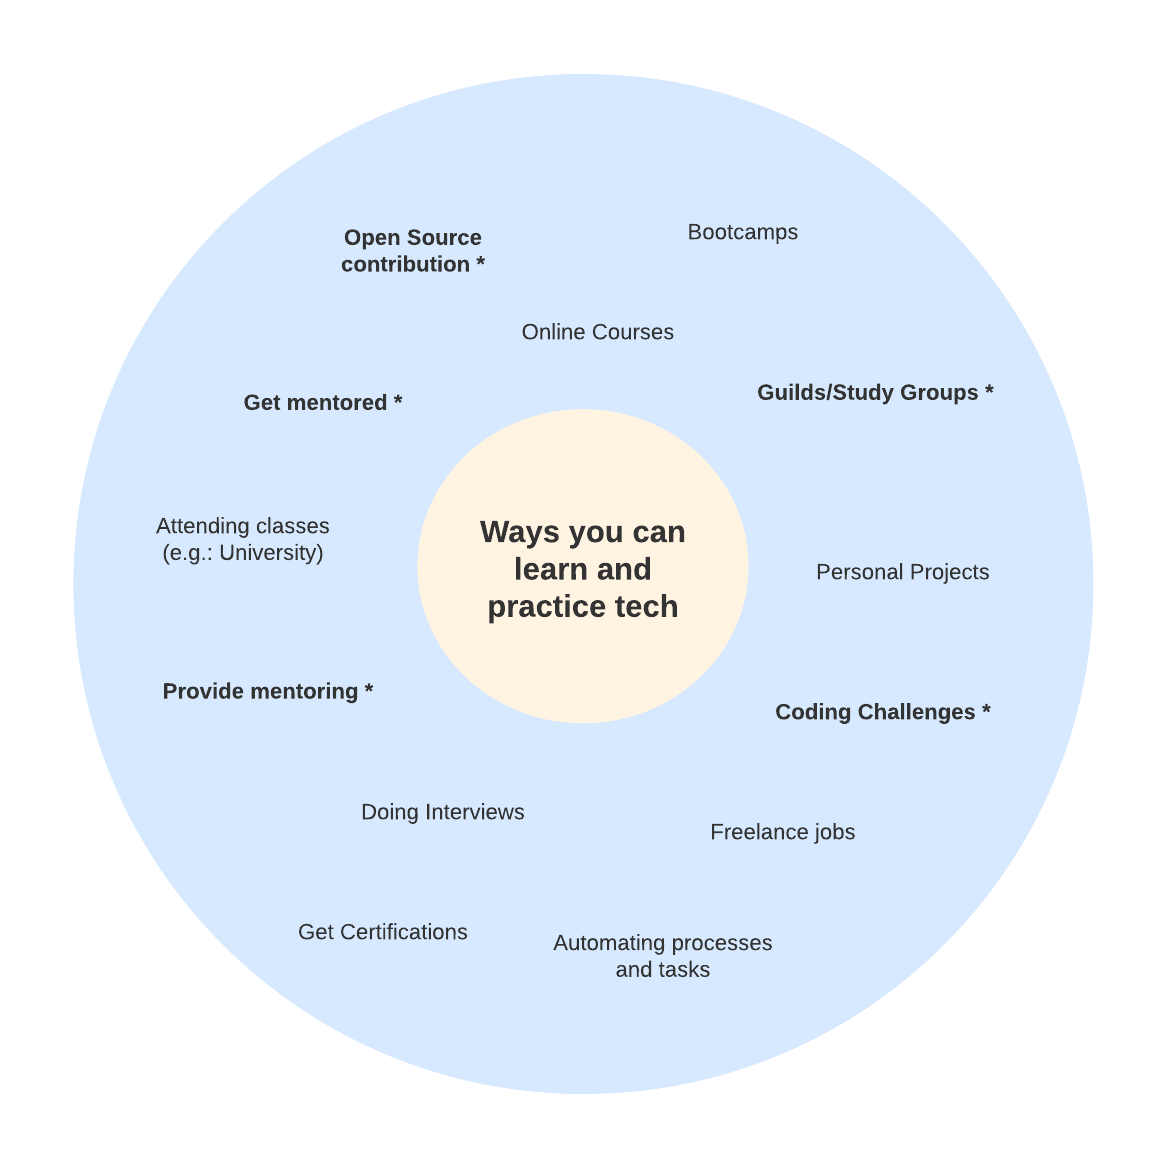 Open Source
contribution *
Bootcamps
Online Courses
Get mentored *
Guilds/Study Groups *
Attending classes
(e.g.: University)
Ways you can
learn and
practice tech
Personal Projects
Provide mentoring *
Coding Challenges *
Doing Interviews
Freelance jobs
Get Certifications
Automating processes
and tasks